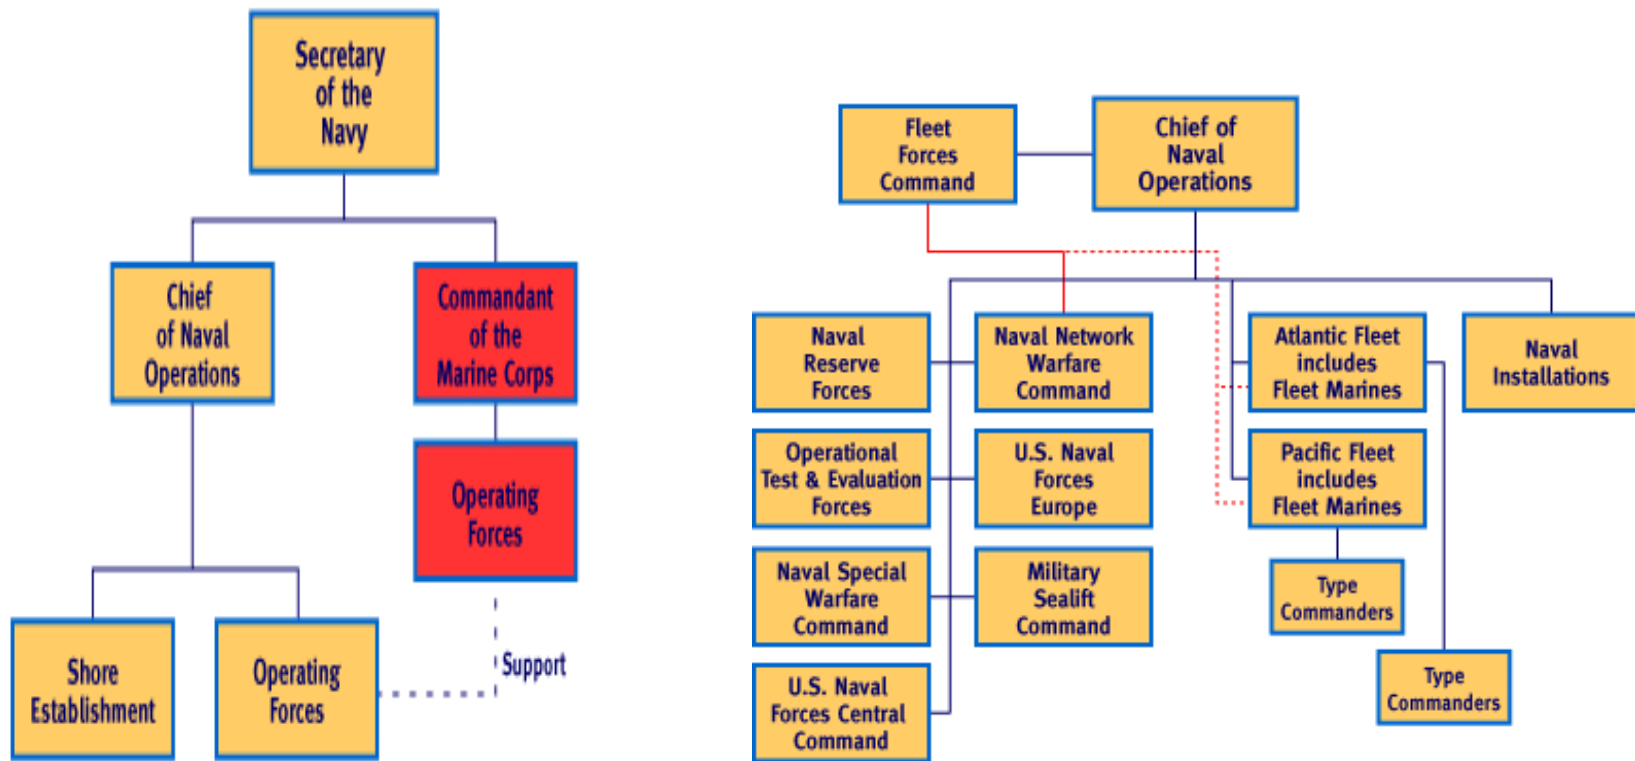 Secretary
of the
Navy
Chief
of Naval
Operations
Commandant
of the
Marine Corps
Operating
Forces
Shore
Establishment
Operating
Forces
Support
Fleet
Forces
Command
Chief of
Naval
Operations
Naval
Reserve
Forces
Naval Network
Warfare
Command
Atlantic Fleet
includes
Fleet Marines
Naval
Installations
Operational
Test & Evaluation
Forces
U.S. Naval
Forces
Europe
Pacific Fleet
includes
Fleet Marines
Naval Special
Warfare
Command
Military
Sealift
Command
Type
Commanders
U.S. Naval
Forces Central
Command
Type
Commanders